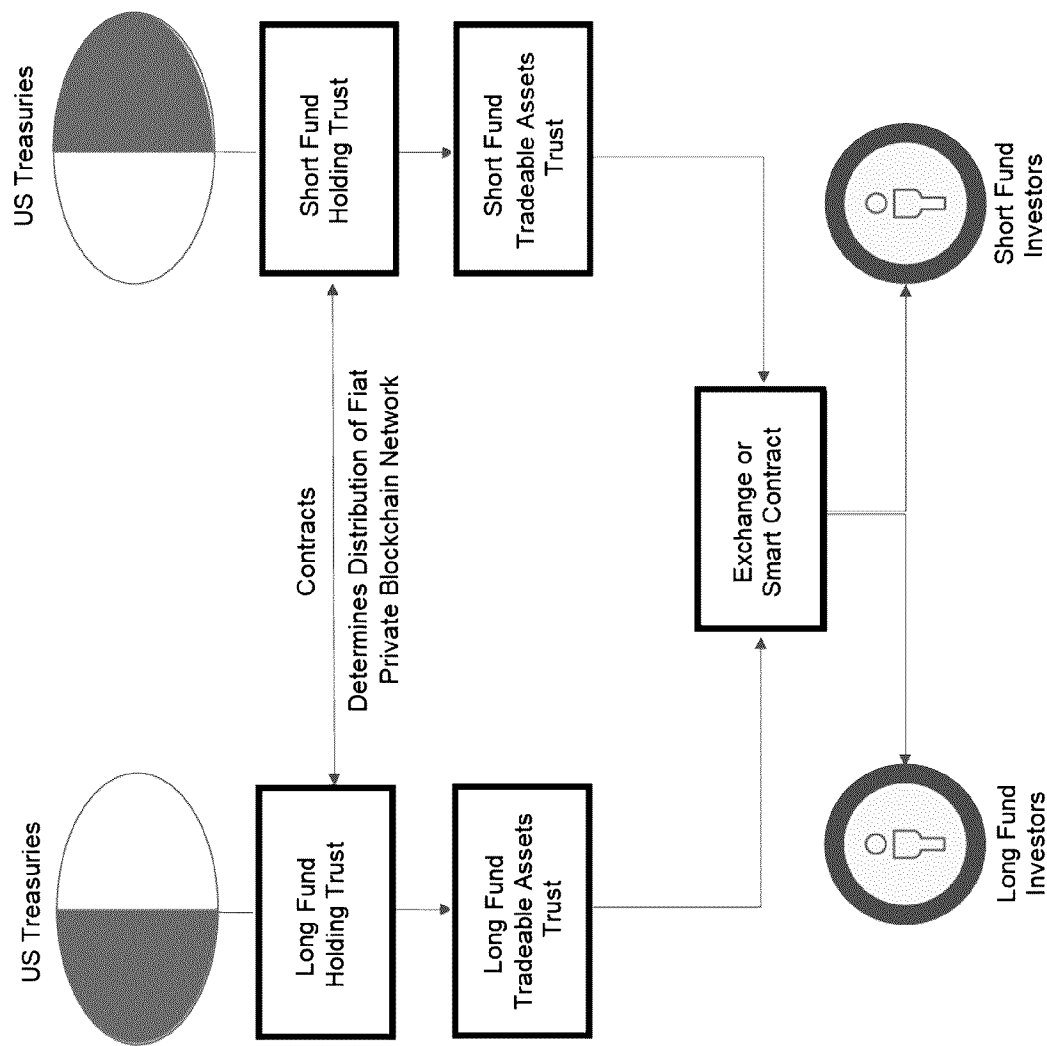 US Treasuries
US Treasuries
Long Fund
Holding Trust
Contracts
Determines Distribution of Fiat
Private Blockchain Network
Short Fund
Holding Trust
Long Fund
Tradeable Assets
Trust
Short Fund
Tradeable Assets
Trust
Exchange or
Smart Contract
Long Fund
Investors
Short Fund
Investors